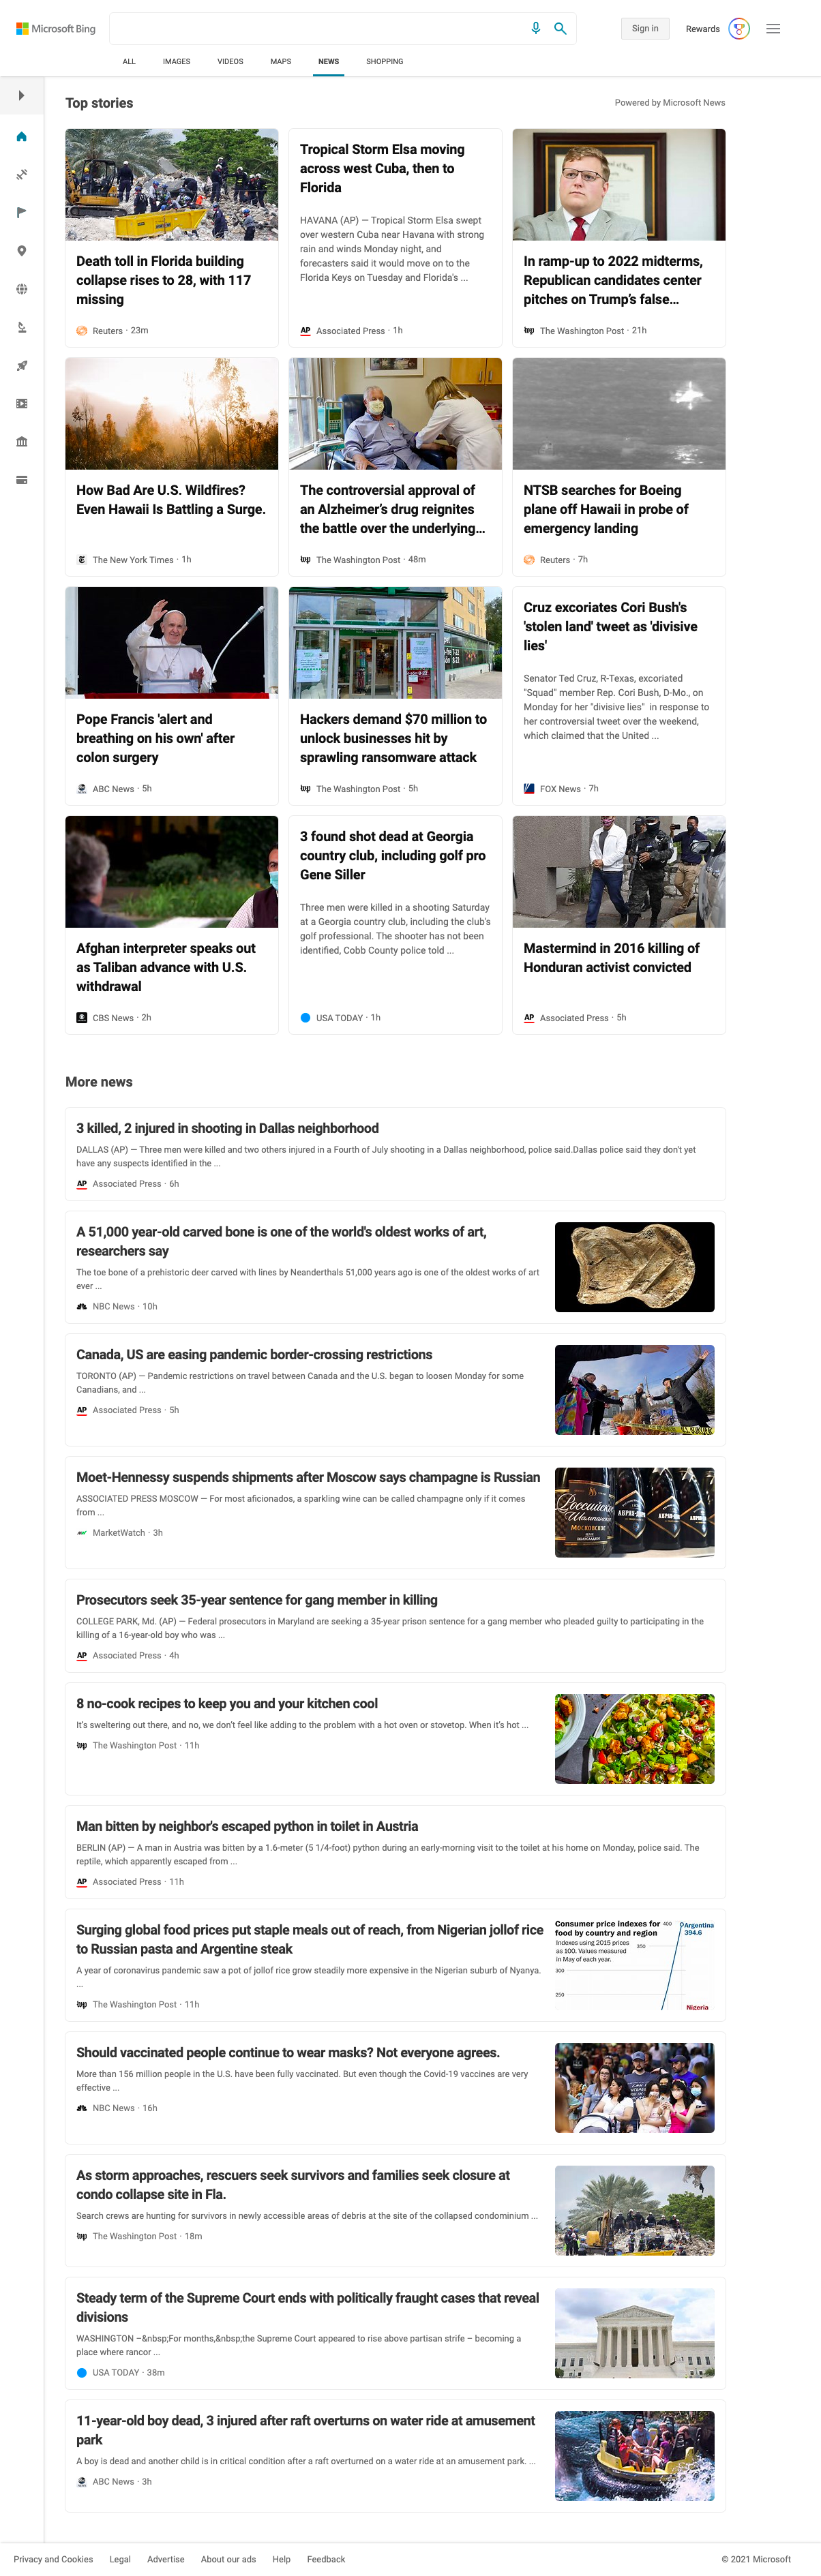 Microsoft Bing
Sign in
Rewards
ALL IMAGES VIDEOS MAPS NEWS SHOPPING
Top stories
Powered by Microsoft News
Death toll in Florida building
collapse rises to 28, with 117
missing
Reuters · 23m
Tropical Storm Elsa moving
across west Cuba, then to
Florida
HAVANA (AP) — Tropical Storm Elsa swept
over western Cuba near Havana with strong
rain and winds Monday night, and
forecasters said it would move on to the
Florida Keys on Tuesday and Florida's ...
AP Associated Press · 1h
In ramp-up to 2022 midterms,
Republican candidates center
pitches on Trump’s false…
wp The Washington Post · 21h
How Bad Are U.S. Wildfires?
Even Hawaii Is Battling a Surge.
The New York Times · 1h
The controversial approval of
an Alzheimer’s drug reignites
the battle over the underlying…
wp The Washington Post · 48m
NTSB searches for Boeing
plane off Hawaii in probe of
emergency landing
Reuters · 7h
Pope Francis 'alert and
breathing on his own' after
colon surgery
ABC News · 5h
Hackers demand $70 million to
unlock businesses hit by
sprawling ransomware attack
wp The Washington Post · 5h
Cruz excoriates Cori Bush's
'stolen land' tweet as 'divisive
lies'
Senator Ted Cruz, R-Texas, excoriated
"Squad" member Rep. Cori Bush, D-Mo., on
Monday for her "divisive lies" in response to
her controversial tweet over the weekend,
which claimed that the United ...
FOX News · 7h
Afghan interpreter speaks out
as Taliban advance with U.S.
withdrawal
CBS News · 2h
3 found shot dead at Georgia
country club, including golf pro
Gene Siller
Three men were killed in a shooting Saturday
at a Georgia country club, including the club's
golf professional. The shooter has not been
identified, Cobb County police told ...
USA TODAY · 1h
Mastermind in 2016 killing of
Honduran activist convicted
AP Associated Press · 5h
More news
3 killed, 2 injured in shooting in Dallas neighborhood
DALLAS (AP) — Three men were killed and two others injured in a Fourth of July shooting in a Dallas neighborhood, police said.Dallas police said they don't yet
have any suspects identified in the ...
AP Associated Press · 6h
A 51,000 year-old carved bone is one of the world's oldest works of art,
researchers say
The toe bone of a prehistoric deer carved with lines by Neanderthals 51,000 years ago is one of the oldest works of art
ever ...
NBC News · 10h
Canada, US are easing pandemic border-crossing restrictions
TORONTO (AP) — Pandemic restrictions on travel between Canada and the U.S. began to loosen Monday for some
Canadians, and ...
AP Associated Press · 5h
Moet-Hennessy suspends shipments after Moscow says champagne is Russian
ASSOCIATED PRESS MOSCOW — For most aficionados, a sparkling wine can be called champagne only if it comes
from ...
MarketWatch · 3h
Российское
Шампанское
МОСКОВСКОЕ
Prosecutors seek 35-year sentence for gang member in killing
COLLEGE PARK, Md. (AP) — Federal prosecutors in Maryland are seeking a 35-year prison sentence for a gang member who pleaded guilty to participating in the
killing of a 16-year-old boy who was ...
AP Associated Press · 4h
8 no-cook recipes to keep you and your kitchen cool
It’s sweltering out there, and no, we don’t feel like adding to the problem with a hot oven or stovetop. When it’s hot ...
wp The Washington Post · 11h
Man bitten by neighbor's escaped python in toilet in Austria
BERLIN (AP) — A man in Austria was bitten by a 1.6-meter (5 1/4-foot) python during an early-morning visit to the toilet at his home on Monday, police said. The
reptile, which apparently escaped from ...
AP Associated Press · 11h
Surging global food prices put staple meals out of reach, from Nigerian jollof rice
to Russian pasta and Argentine steak
A year of coronavirus pandemic saw a pot of jollof rice grow steadily more expensive in the Nigerian suburb of Nyanya.
...
wp The Washington Post · 11h
Consumer price indexes for
food by country and region
Indexes using 2015 prices
as 100. Values measured
in May of each year.
400
350
300
250
Argentina
394.6
Nigeria
Should vaccinated people continue to wear masks? Not everyone agrees.
More than 156 million people in the U.S. have been fully vaccinated. But even though the Covid-19 vaccines are very
effective ...
NBC News · 16h
As storm approaches, rescuers seek survivors and families seek closure at
condo collapse site in Fla.
Search crews are hunting for survivors in newly accessible areas of debris at the site of the collapsed condominium ...
wp The Washington Post · 18m
Steady term of the Supreme Court ends with politically fraught cases that reveal
divisions
WASHINGTON –&nbsp;For months,&nbsp;the Supreme Court appeared to rise above partisan strife – becoming a
place where rancor ...
USA TODAY · 38m
11-year-old boy dead, 3 injured after raft overturns on water ride at amusement
park
A boy is dead and another child is in critical condition after a raft overturned on a water ride at an amusement park. ...
ABC News · 3h
Privacy and Cookies Legal Advertise About our ads Help Feedback
© 2021 Microsoft